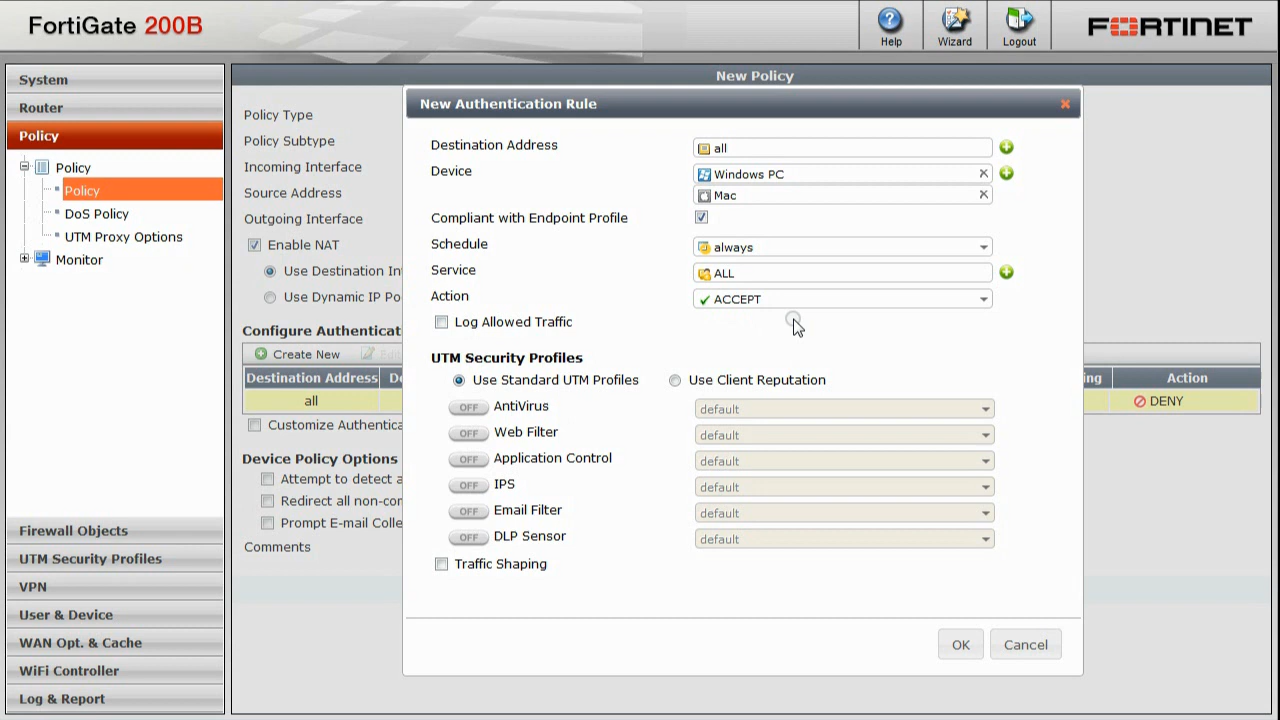 FortiGate 200B
Help
Wizard
Logout
FORTINET
System
Router
Policy
Policy
Policy
DoS Policy
UTM Proxy Options
Monitor
Firewall Objects
UTM Security Profiles
VPN
User & Device
WAN Opt. & Cache
WiFi Controller
Log & Report
New Policy
Policy Type
Policy Subtype
Incoming Interface
Source Address
Outgoing Interface
Enable NAT
Use Destination In
Use Dynamic IP Po
Configure Authenticat
Create New
Edi
Destination Address
De
ing
Action
all
DENY
Customize Authentica
Device Policy Options
Attempt to detect a
Redirect all non-con
Prompt E-mail Colle
Comments
New Authentication Rule
Destination Address
all
Device
Windows PC
Mac
Compliant with Endpoint Profile
Schedule
always
Service
ALL
Action
ACCEPT
Log Allowed Traffic
UTM Security Profiles
Use Standard UTM Profiles
Use Client Reputation
OFF AntiVirus default
OFF Web Filter default
OFF Application Control default
OFF IPS default
OFF Email Filter default
OFF DLP Sensor default
Traffic Shaping
OK
Cancel